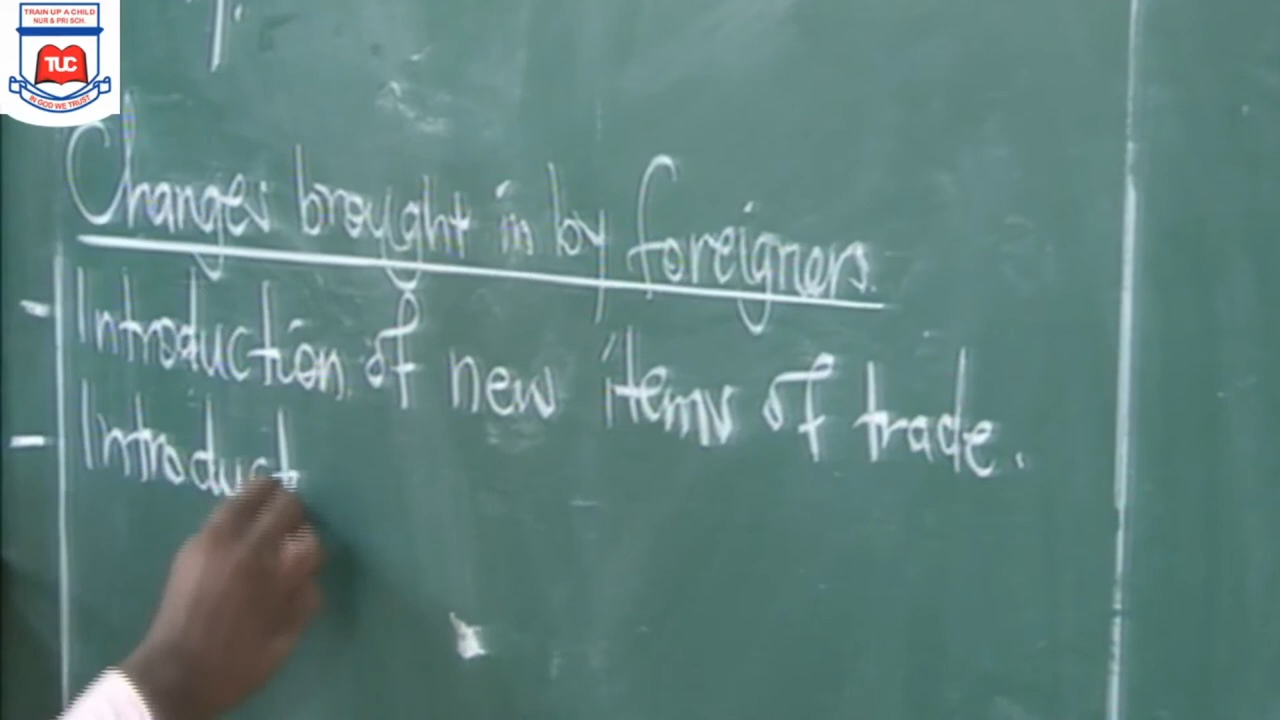 TRAIN UP A CHILD
NUR & PRI SCH.
TUC
IN GOD WE TRUST
Changes brought in by foreigners.
- Introduction of new items of trade.
- Introduct